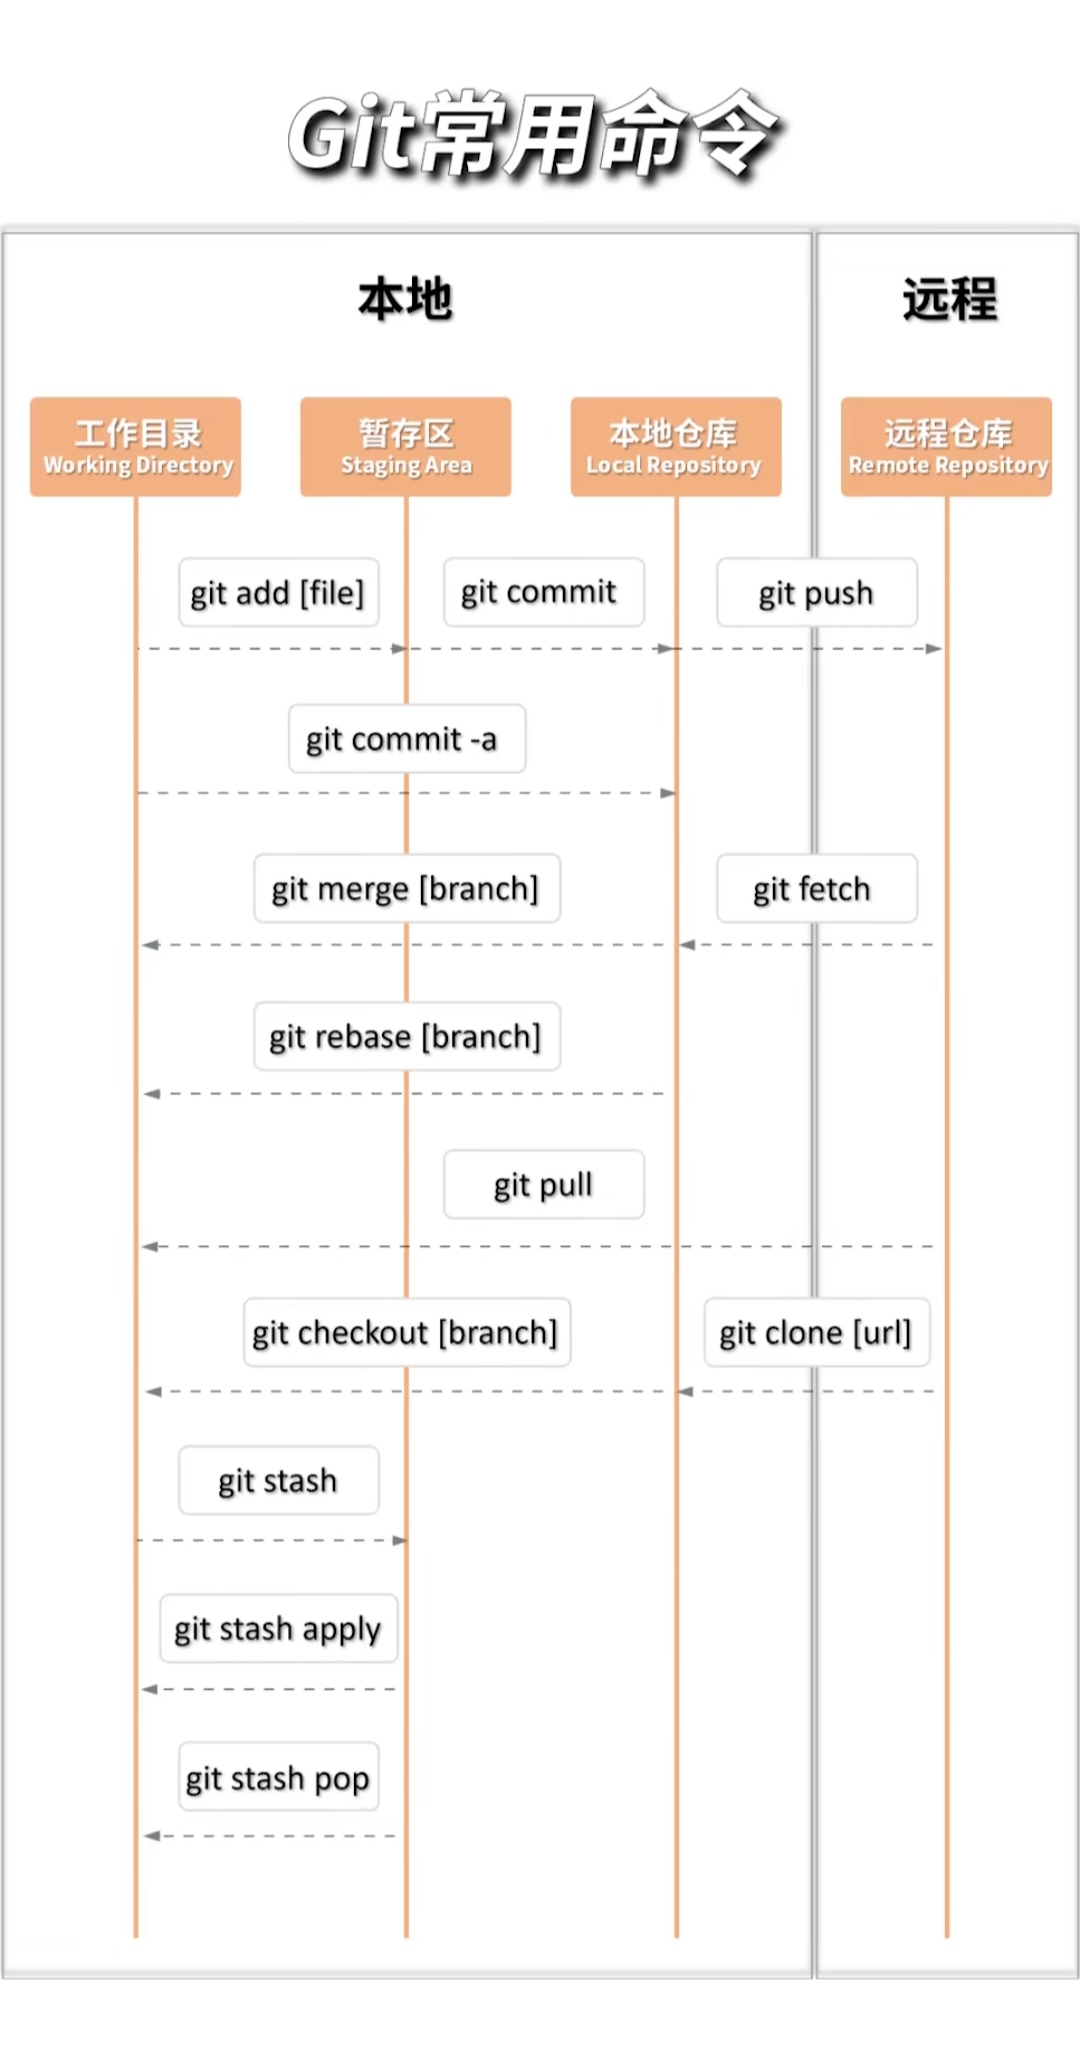 Git常用命令
本地
远程
工作目录
Working Directory
暂存区
Staging Area
本地仓库
Local Repository
远程仓库
Remote Repository
git add [file]
git commit
git push
git commit -a
git merge [branch]
git fetch
git rebase [branch]
git pull
git checkout [branch]
git clone [url]
git stash
git stash apply
git stash pop